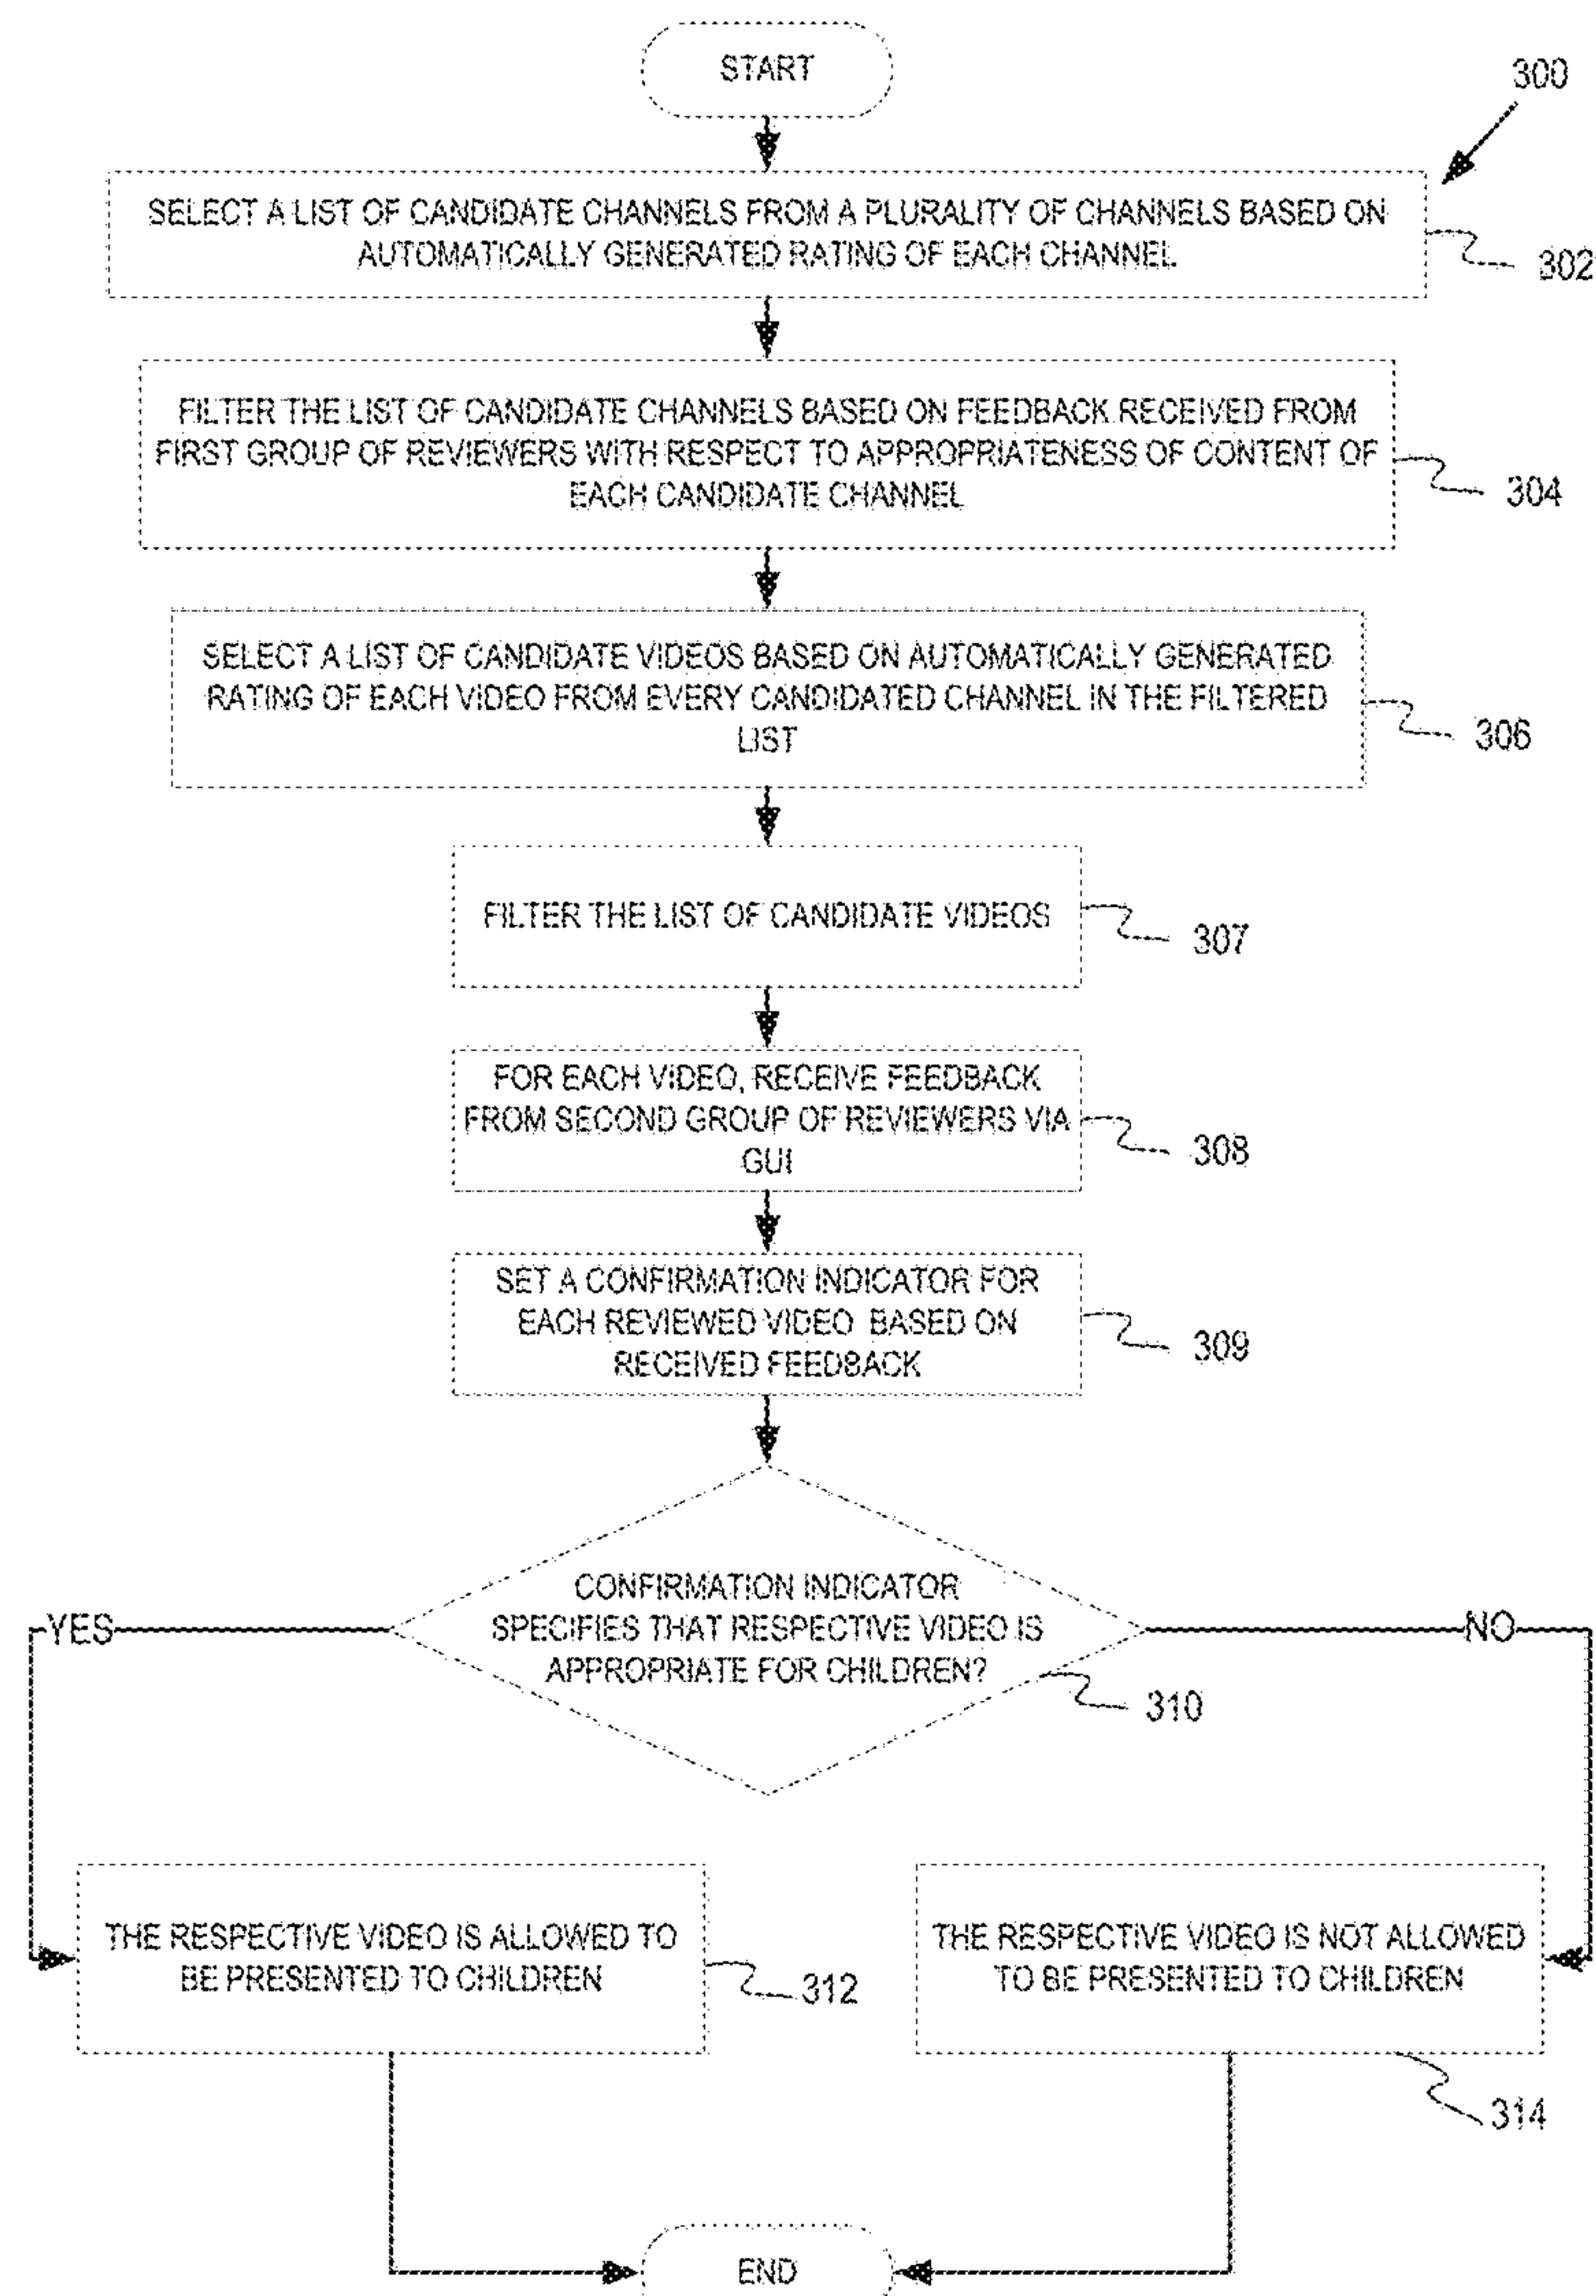 START
300
SELECT A LIST OF CANDIDATE CHANNELS FROM A PLURALITY OF CHANNELS BASED ON
AUTOMATICALLY GENERATED RATING OF EACH CHANNEL
302
FILTER THE LIST OF CANDIDATE CHANNELS BASED ON FEEDBACK RECEIVED FROM
FIRST GROUP OF REVIEWERS WITH RESPECT TO APPROPRIATENESS OF CONTENT OF
EACH CANDIDATE CHANNEL
304
SELECT A LIST OF CANDIDATE VIDEOS BASED ON AUTOMATICALLY GENERATED
RATING OF EACH VIDEO FROM EVERY CANDIDATED CHANNEL IN THE FILTERED
LIST
306
FILTER THE LIST OF CANDIDATE VIDEOS
307
FOR EACH VIDEO, RECEIVE FEEDBACK
FROM SECOND GROUP OF REVIEWERS VIA
GUI
308
SET A CONFIRMATION INDICATOR FOR
EACH REVIEWED VIDEO BASED ON
RECEIVED FEEDBACK
309
CONFIRMATION INDICATOR
SPECIFIES THAT RESPECTIVE VIDEO IS
APPROPRIATE FOR CHILDREN?
310
YES
NO
THE RESPECTIVE VIDEO IS ALLOWED TO
BE PRESENTED TO CHILDREN
312
THE RESPECTIVE VIDEO IS NOT ALLOWED
TO BE PRESENTED TO CHILDREN
314
END